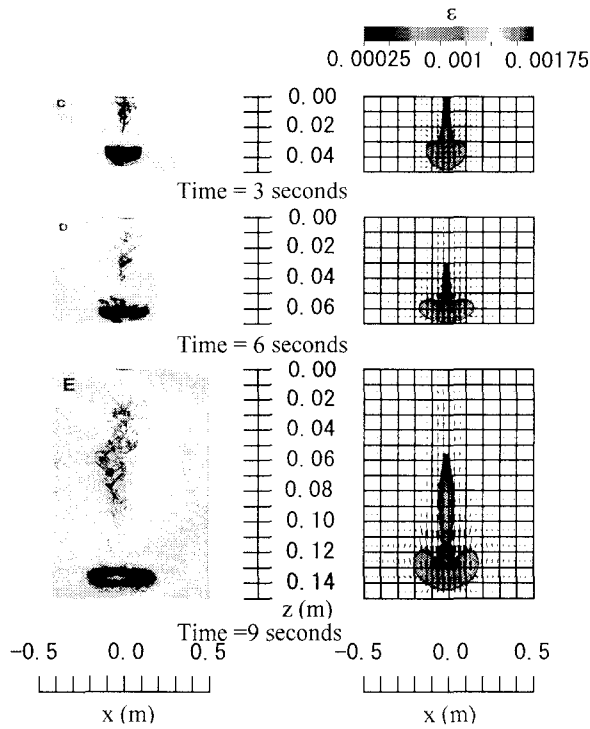 ε
0.00025 0.001 0.00175
c
0.00
0.02
0.04
Time = 3 seconds
D
0.00
0.02
0.04
0.06
Time = 6 seconds
E
0.00
0.02
0.04
0.06
0.08
0.10
0.12
0.14
z (m)
Time =9 seconds
-0.5 0.0 0.5
-0.5 0.0 0.5
x (m)
x (m)